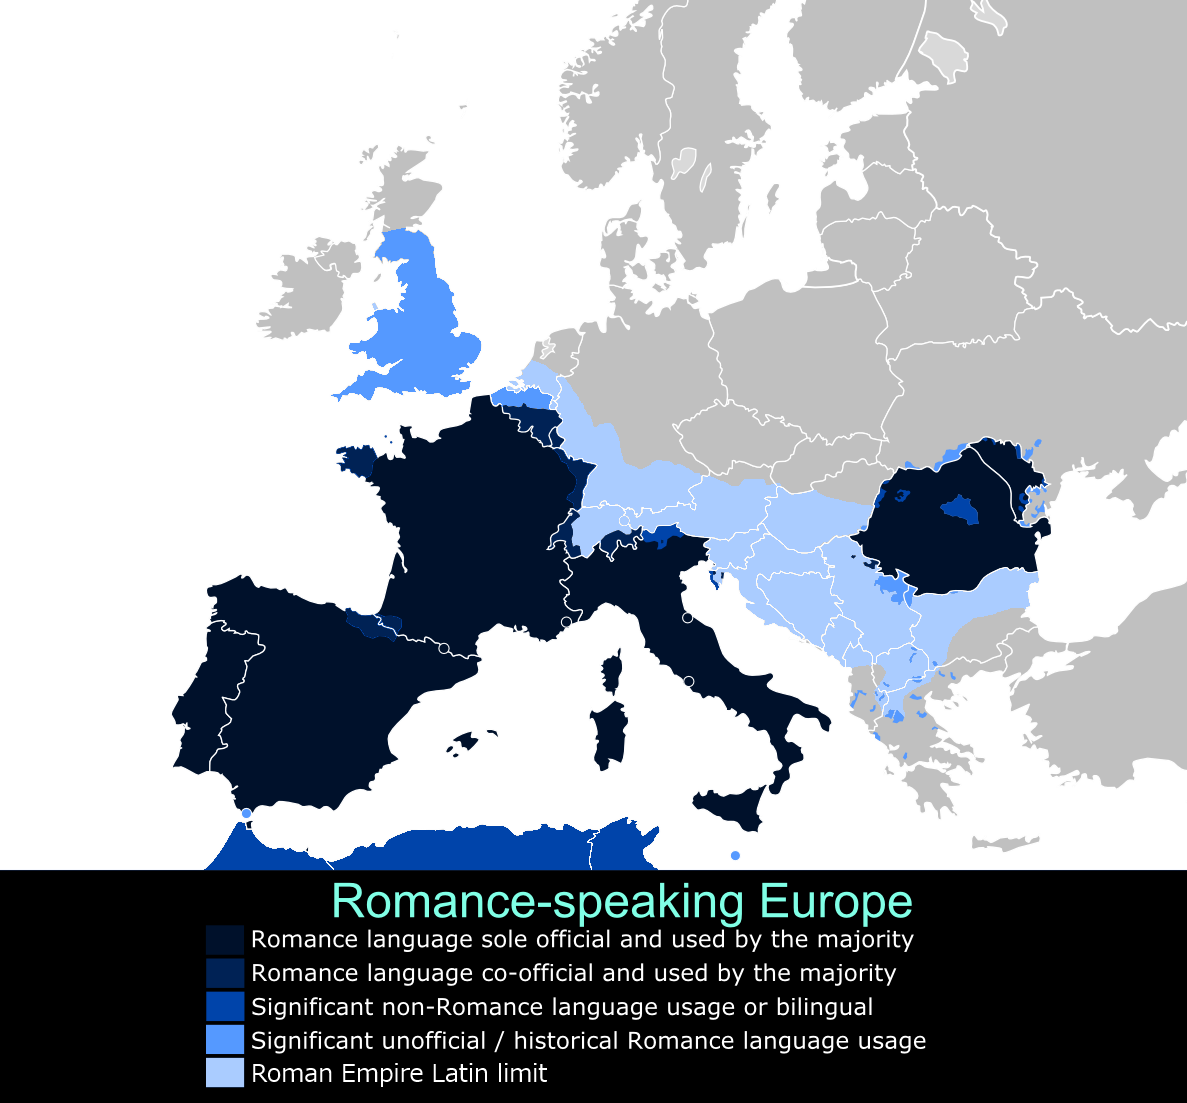 Romance-speaking Europe
Romance language sole official and used by the majority
Romance language co-official and used by the majority
Significant non-Romance language usage or bilingual
Significant unofficial / historical Romance language usage
Roman Empire Latin limit